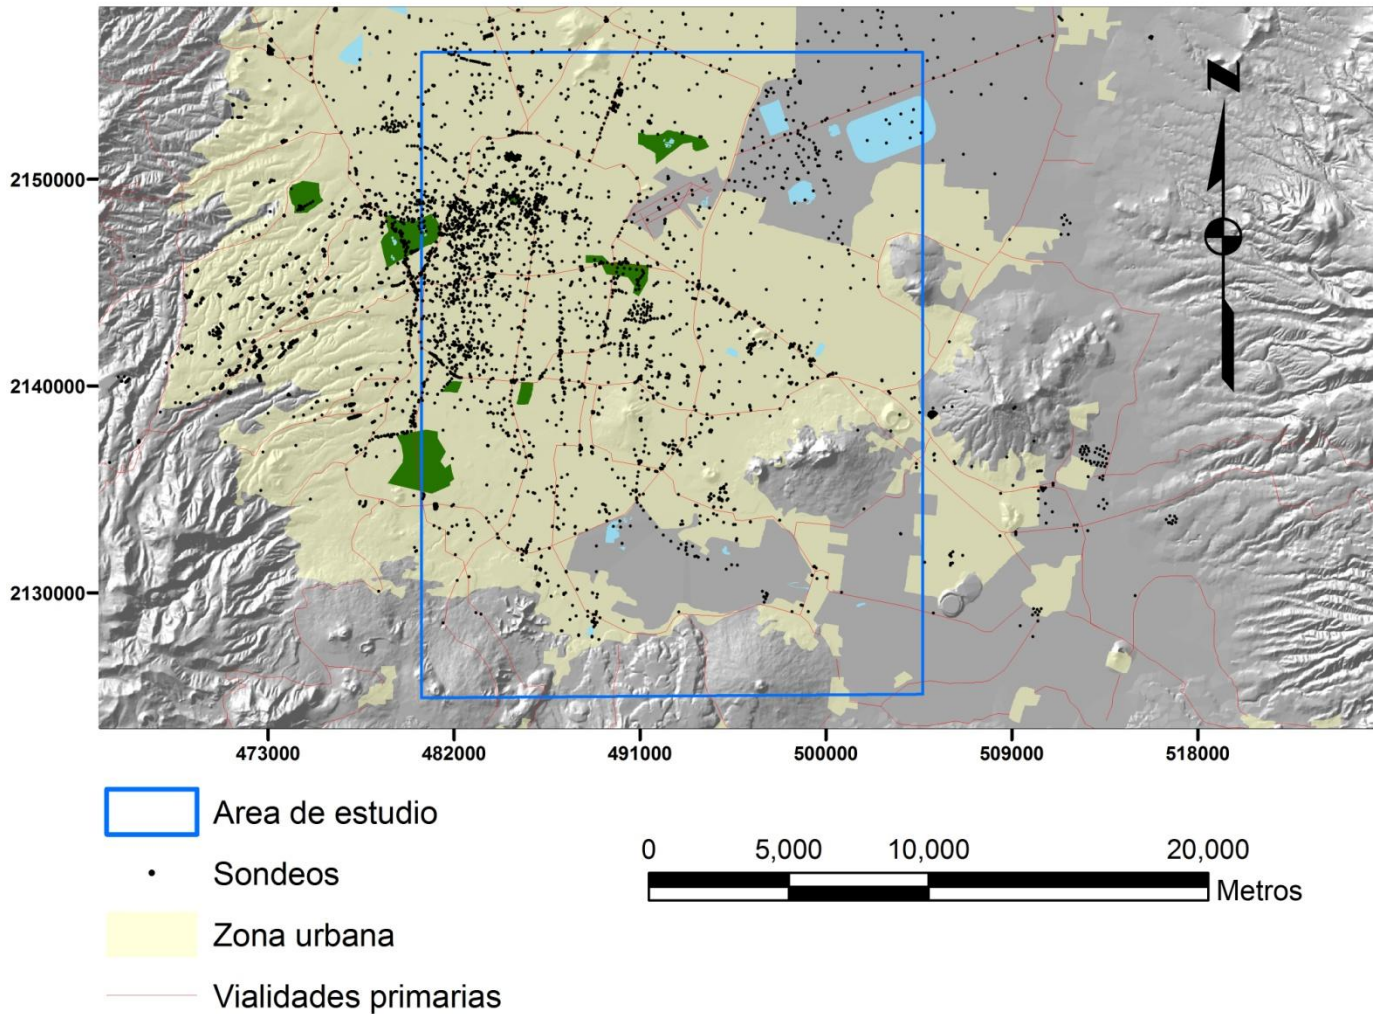 N
2150000
2140000
2130000
473000 482000 491000 500000 509000 518000
Area de estudio
Sondeos
Zona urbana
Vialidades primarias
0 5,000 10,000 20,000
Metros